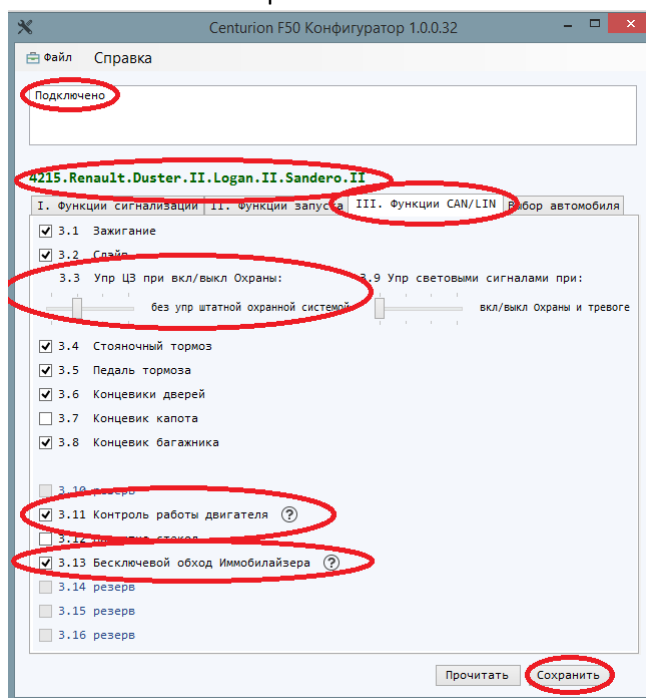 Centurion F50 Конфигуратор 1.0.0.32
Файл Справка
Подключено
4215.Renault.Duster.II.Logan.II.Sandero.II
I. Функции сигнализации II. Функции запуска III. Функции CAN/LIN Выбор автомобиля
3.1 Зажигание
3.2 Слэйв
3.3 Упр ЦЗ при вкл/выкл Охраны: 3.9 Упр световыми сигналами при:
без упр штатной охранной системой вкл/выкл Охраны и тревоге
3.4 Стояночный тормоз
3.5 Педаль тормоза
3.6 Концевики дверей
3.7 Концевик капота
3.8 Концевик багажника
3.10 резерв
3.11 Контроль работы двигателя ?
3.12 стекол
3.13 Бесключевой обход Иммобилайзера ?
3.14 резерв
3.15 резерв
3.16 резерв
Прочитать Сохранить